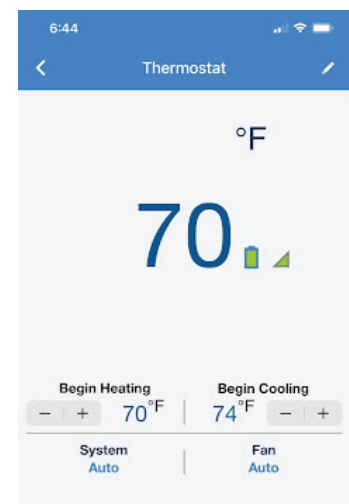 6:44
Thermostat
°F
70
Begin Heating Begin Cooling
- + 70°F 74°F - +
System Fan
Auto Auto